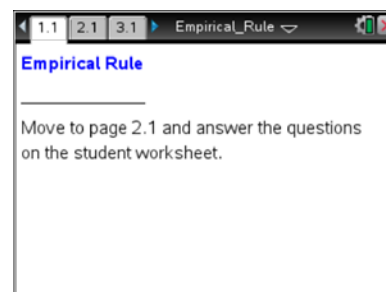 1.1 2.1 3.1 Empirical_Rule
Empirical Rule
Move to page 2.1 and answer the questions
on the student worksheet.